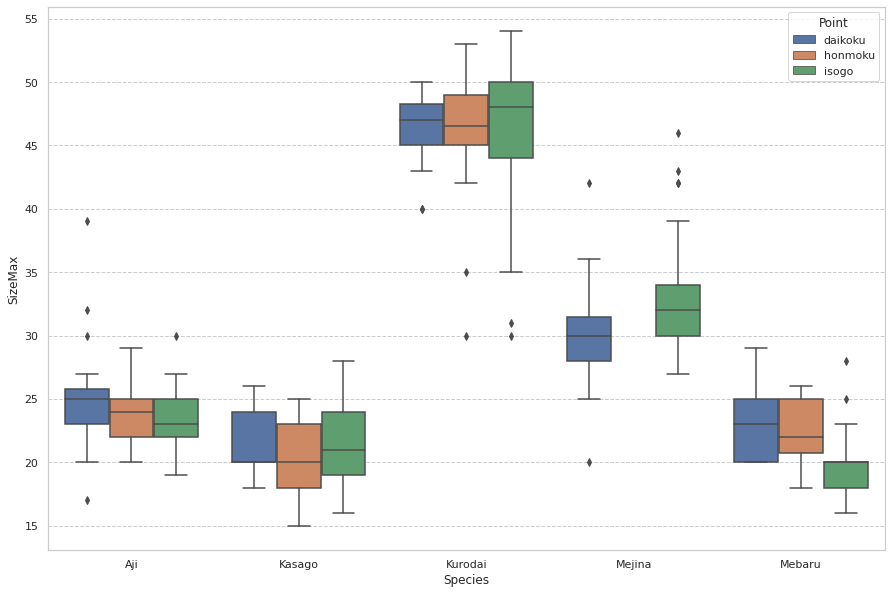 55
50
45
40
35
30
25
20
15
SizeMax
Point
daikoku
honmoku
isogo
Aji
Kasago
Kurodai
Mejina
Mebaru
Species